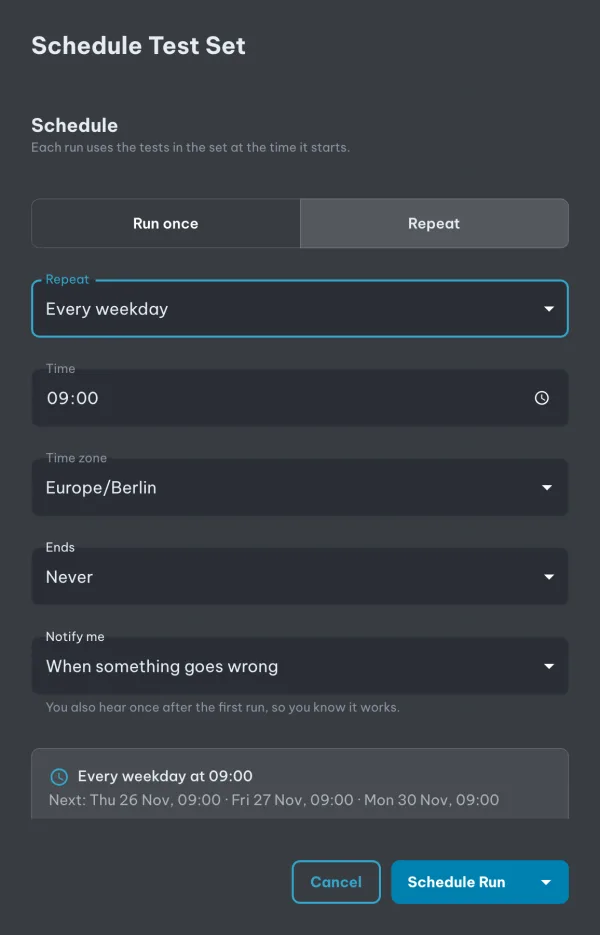 Schedule Test Set
Schedule
Each run uses the tests in the set at the time it starts.
Run once
Repeat
Repeat
Every weekday
Time
09:00
Time zone
Europe/Berlin
Ends
Never
Notify me
When something goes wrong
You also hear once after the first run, so you know it works.
Every weekday at 09:00
Next: Thu 26 Nov, 09:00 · Fri 27 Nov, 09:00 · Mon 30 Nov, 09:00
Cancel
Schedule Run